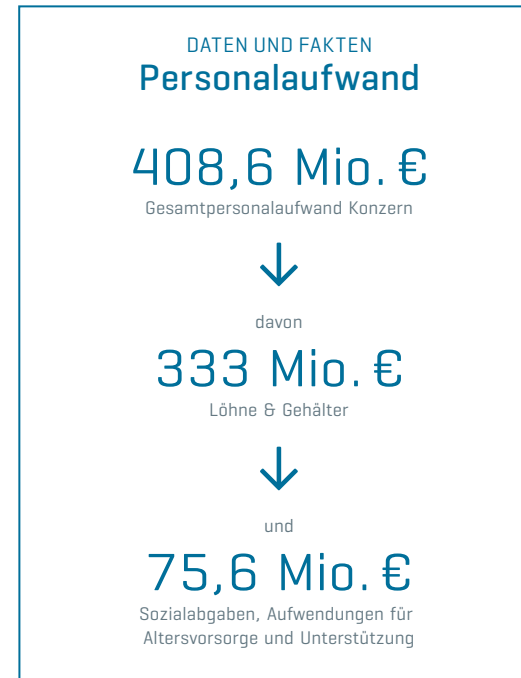 DATEN UND FAKTEN
Personalaufwand
408,6 Mio. €
Gesamtpersonalaufwand Konzern
davon
333 Mio. €
Löhne & Gehälter
und
75,6 Mio. €
Sozialabgaben, Aufwendungen für
Altersvorsorge und Unterstützung